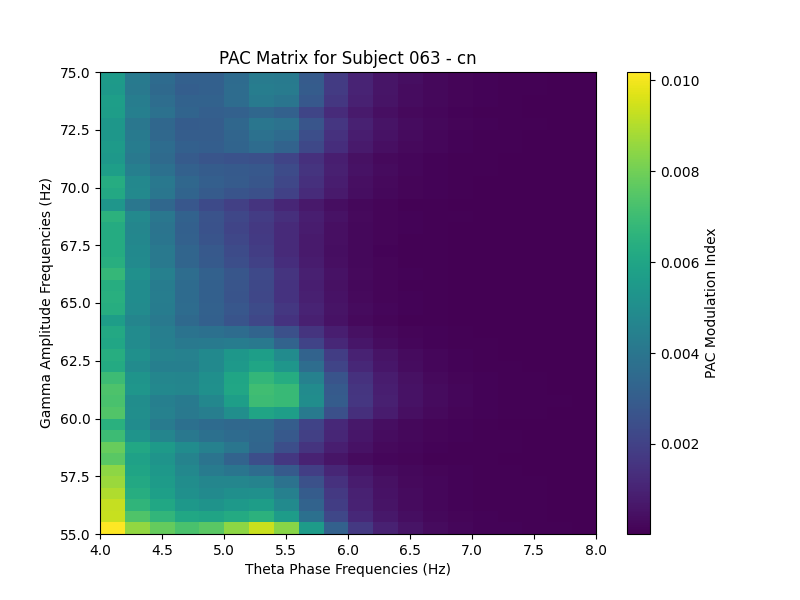 PAC Matrix for Subject 063 - cn
75.0
72.5
70.0
67.5
65.0
62.5
60.0
57.5
55.0
Gamma Amplitude Frequencies (Hz)
4.0 4.5 5.0 5.5 6.0 6.5 7.0 7.5 8.0
Theta Phase Frequencies (Hz)
0.010
0.008
0.006
0.004
0.002
PAC Modulation Index